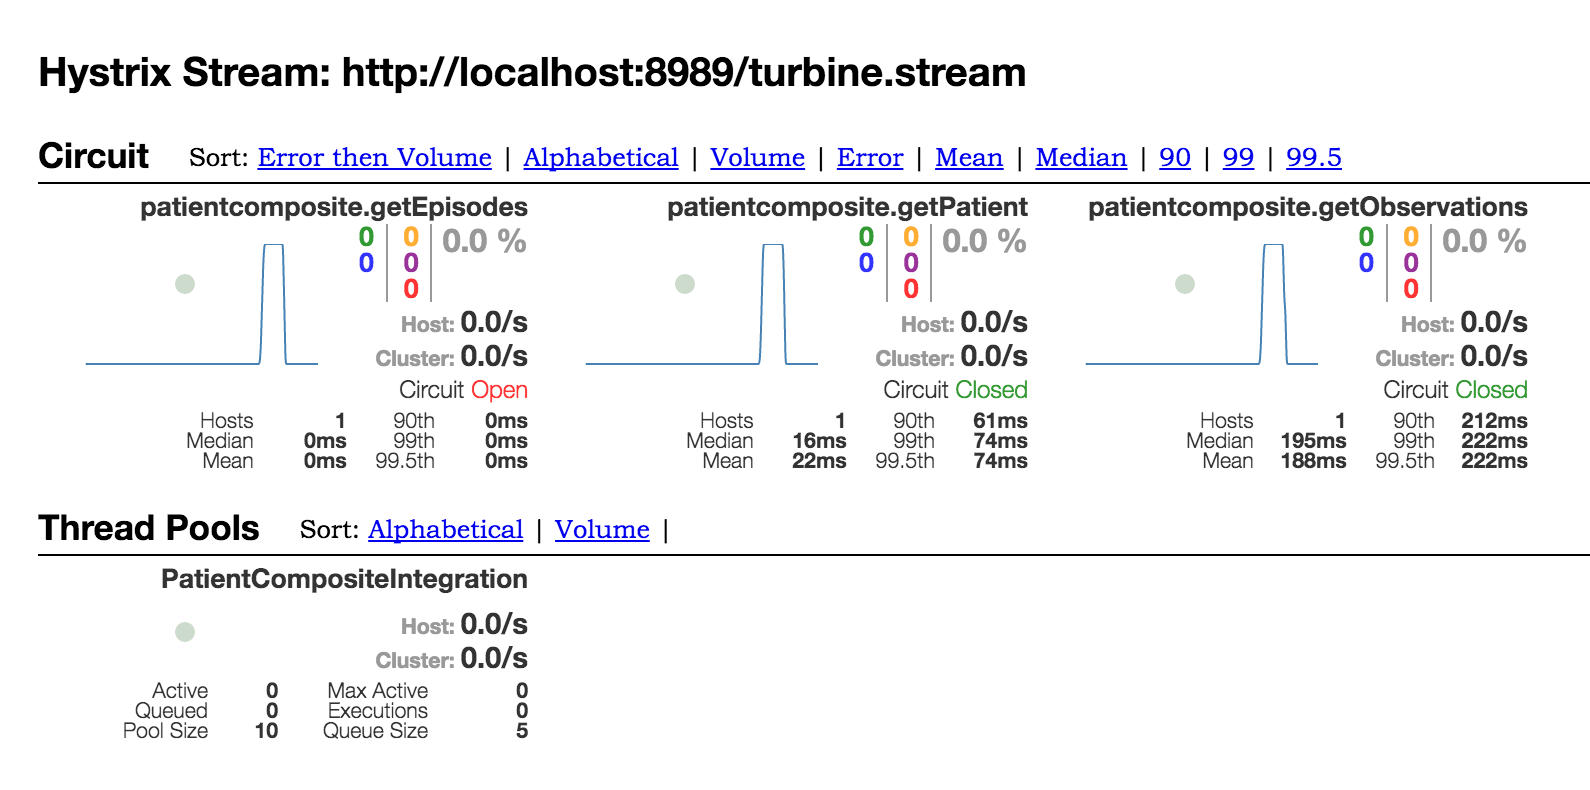 Hystrix Stream: http://localhost:8989/turbine.stream
Circuit Sort: Error then Volume | Alphabetical | Volume | Error | Mean | Median | 90 | 99 | 99.5
patientcomposite.getEpisodes
0 0 0.0 %
0 0
0
Host: 0.0/s
Cluster: 0.0/s
Circuit Open
Hosts 1 90th 0ms
Median 0ms 99th 0ms
Mean 0ms 99.5th 0ms
patientcomposite.getPatient
0 0 0.0 %
0 0
0
Host: 0.0/s
Cluster: 0.0/s
Circuit Closed
Hosts 1 90th 61ms
Median 16ms 99th 74ms
Mean 22ms 99.5th 74ms
patientcomposite.getObservations
0 0 0.0 %
0 0
0
Host: 0.0/s
Cluster: 0.0/s
Circuit Closed
Hosts 1 90th 212ms
Median 195ms 99th 222ms
Mean 188ms 99.5th 222ms
Thread Pools Sort: Alphabetical | Volume |
PatientCompositeIntegration
Host: 0.0/s
Cluster: 0.0/s
Active 0 Max Active 0
Queued 0 Executions 0
Pool Size 10 Queue Size 5